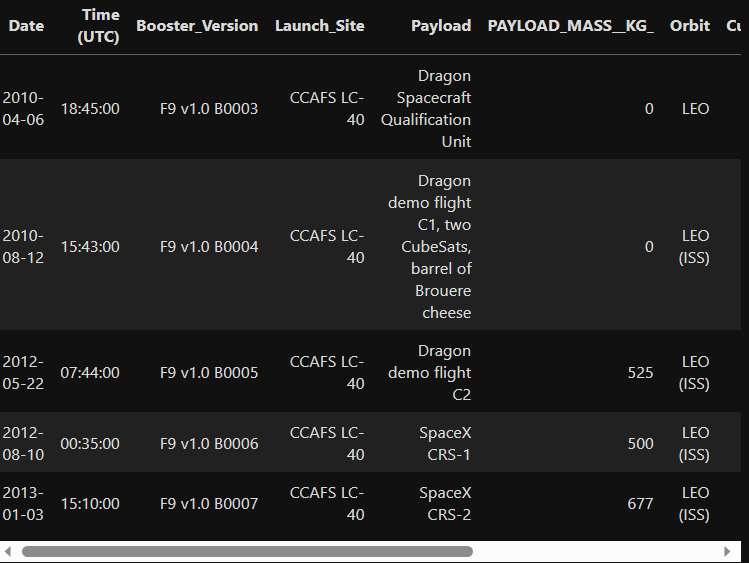 Date Time (UTC) Booster_Version Launch_Site Payload PAYLOAD_MASS__KG_ Orbit Cu
2010-04-06 18:45:00 F9 v1.0 B0003 CCAFS LC-40 Dragon Spacecraft Qualification Unit 0 LEO
2010-08-12 15:43:00 F9 v1.0 B0004 CCAFS LC-40 Dragon demo flight C1, two CubeSats, barrel of Brouere cheese 0 LEO (ISS)
2012-05-22 07:44:00 F9 v1.0 B0005 CCAFS LC-40 Dragon demo flight C2 525 LEO (ISS)
2012-08-10 00:35:00 F9 v1.0 B0006 CCAFS LC-40 SpaceX CRS-1 500 LEO (ISS)
2013-01-03 15:10:00 F9 v1.0 B0007 CCAFS LC-40 SpaceX CRS-2 677 LEO (ISS)